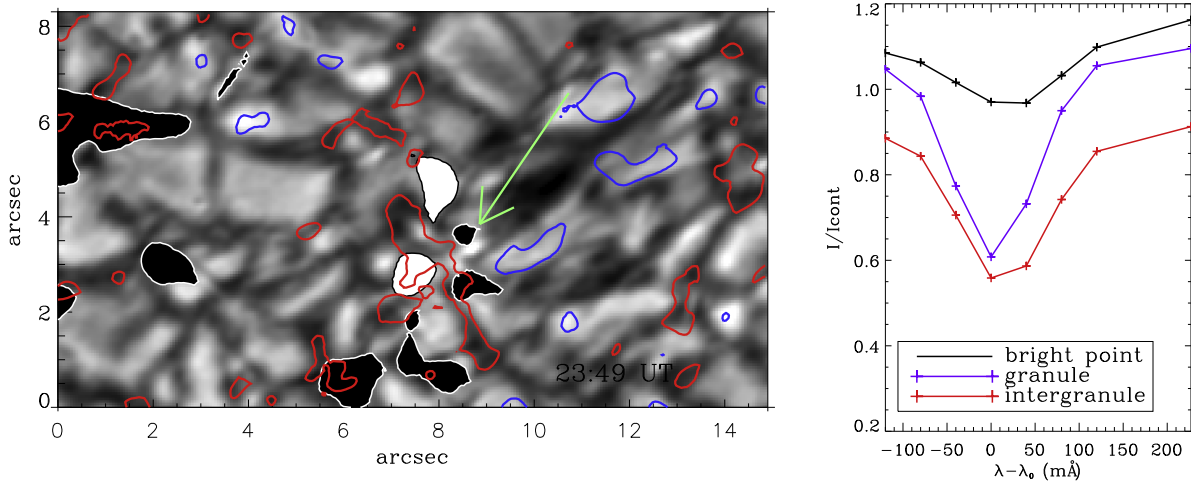 8
6
4
2
0
arcsec
23:49 UT
0 2 4 6 8 10 12 14
arcsec
1.2
1.0
0.8
0.6
0.4
0.2
I/Icont
bright point
granule
intergranule
-100 -50 0 50 100 150 200
λ-λ₀ (mÅ)